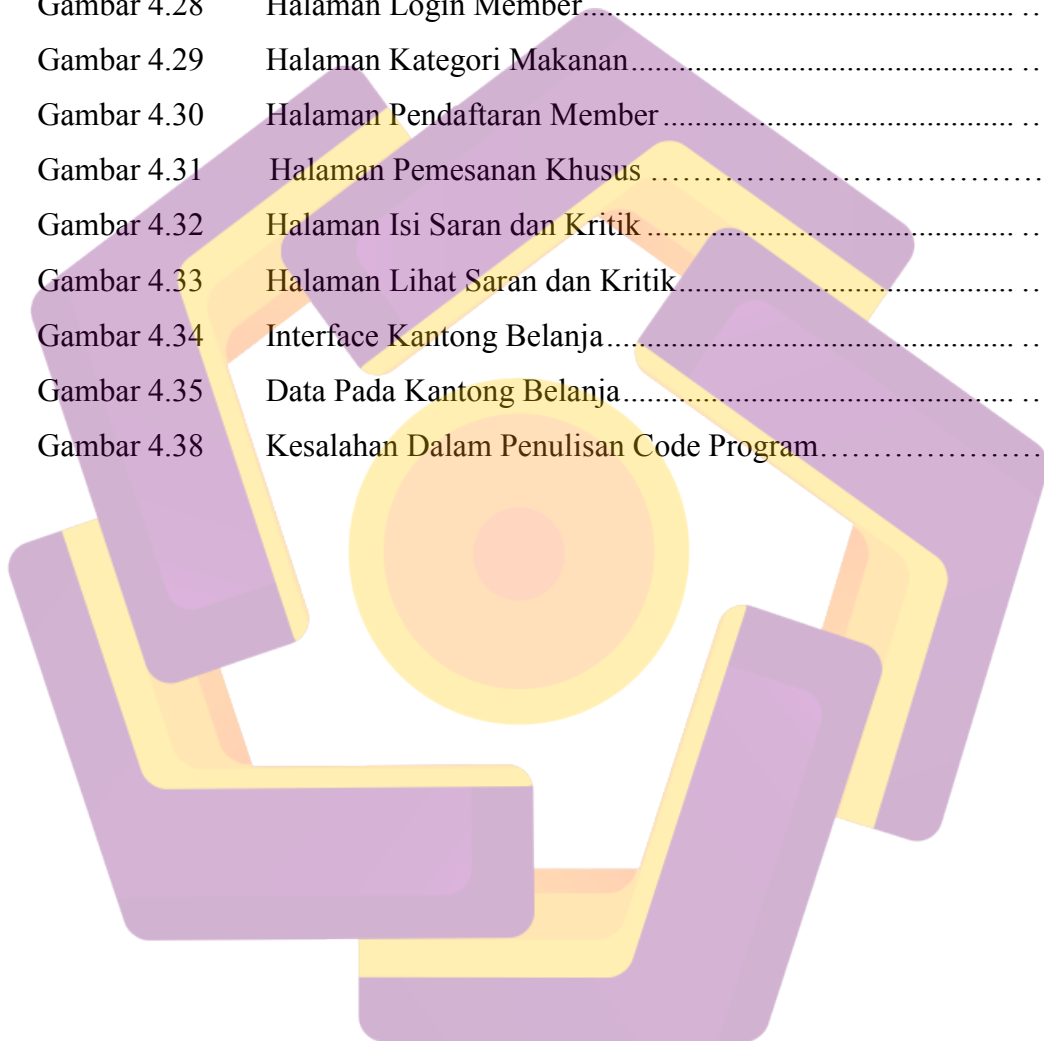 Gambar 4.28 Halaman Login Member.......................................................... ..
Gambar 4.29 Halaman Kategori Makanan.................................................... ..
Gambar 4.30 Halaman Pendaftaran Member ............................................... ..
Gambar 4.31 Halaman Pemesanan Khusus ……………………………….
Gambar 4.32 Halaman Isi Saran dan Kritik .................................................. ..
Gambar 4.33 Halaman Lihat Saran dan Kritik ............................................. ..
Gambar 4.34 Interface Kantong Belanja....................................................... ..
Gambar 4.35 Data Pada Kantong Belanja..................................................... ..
Gambar 4.38 Kesalahan Dalam Penulisan Code Program…………………